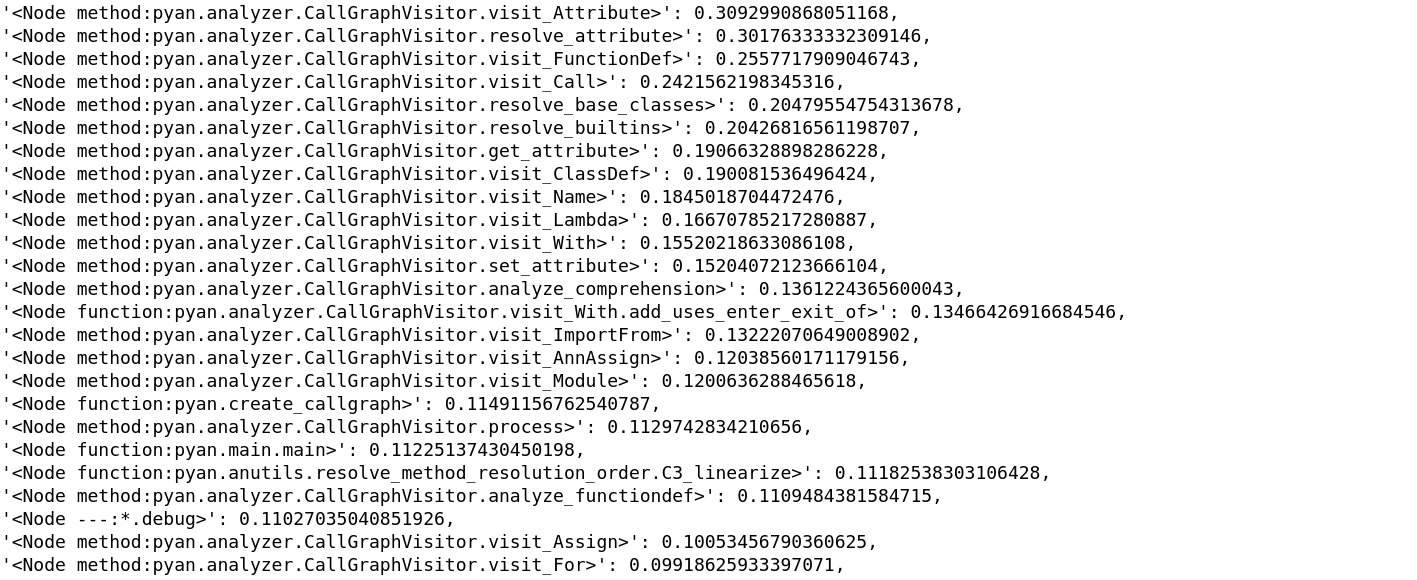 '<Node method:pyan.analyzer.CallGraphVisitor.visit_Attribute>': 0.3092990868051168,
'<Node method:pyan.analyzer.CallGraphVisitor.resolve_attribute>': 0.30176333332309146,
'<Node method:pyan.analyzer.CallGraphVisitor.visit_FunctionDef>': 0.2557717909046743,
'<Node method:pyan.analyzer.CallGraphVisitor.visit_Call>': 0.2421562198345316,
'<Node method:pyan.analyzer.CallGraphVisitor.resolve_base_classes>': 0.20479554754313678,
'<Node method:pyan.analyzer.CallGraphVisitor.resolve_builtins>': 0.20426816561198707,
'<Node method:pyan.analyzer.CallGraphVisitor.get_attribute>': 0.19066328898286228,
'<Node method:pyan.analyzer.CallGraphVisitor.visit_ClassDef>': 0.190081536496424,
'<Node method:pyan.analyzer.CallGraphVisitor.visit_Name>': 0.1845018704472476,
'<Node method:pyan.analyzer.CallGraphVisitor.visit_Lambda>': 0.16670785217280887,
'<Node method:pyan.analyzer.CallGraphVisitor.visit_With>': 0.15520218633086108,
'<Node method:pyan.analyzer.CallGraphVisitor.set_attribute>': 0.15204072123666104,
'<Node method:pyan.analyzer.CallGraphVisitor.analyze_comprehension>': 0.1361224365600043,
'<Node function:pyan.analyzer.CallGraphVisitor.visit_With.add_uses_enter_exit_of>': 0.13466426916684546,
'<Node method:pyan.analyzer.CallGraphVisitor.visit_ImportFrom>': 0.13222070649008902,
'<Node method:pyan.analyzer.CallGraphVisitor.visit_AnnAssign>': 0.12038560171179156,
'<Node method:pyan.analyzer.CallGraphVisitor.visit_Module>': 0.1200636288465618,
'<Node function:pyan.create_callgraph>': 0.11491156762540787,
'<Node method:pyan.analyzer.CallGraphVisitor.process>': 0.1129742834210656,
'<Node function:pyan.main.main>': 0.11225137430450198,
'<Node function:pyan.anutils.resolve_method_resolution_order.C3_linearize>': 0.11182538303106428,
'<Node method:pyan.analyzer.CallGraphVisitor.analyze_functiondef>': 0.1109484381584715,
'<Node ---:*.debug>': 0.11027035040851926,
'<Node method:pyan.analyzer.CallGraphVisitor.visit_Assign>': 0.10053456790360625,
'<Node method:pyan.analyzer.CallGraphVisitor.visit_For>': 0.09918625933397071,